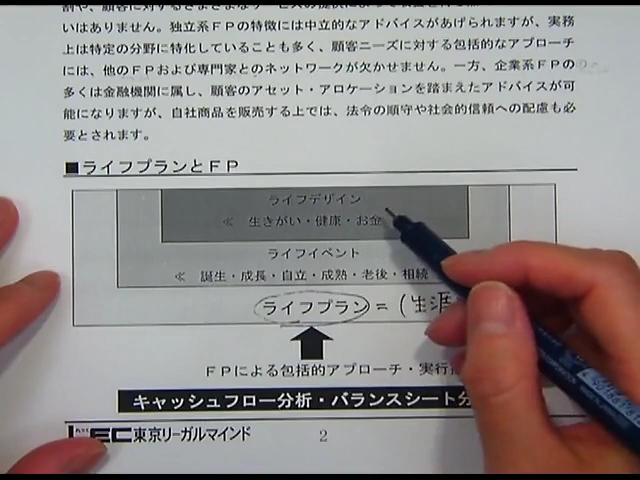 いはありません。独立系ＦＰの特徴には中立的なアドバイスがあげられますが、実務
上は特定の分野に特化していることも多く、顧客ニーズに対する包括的なアプローチ
には、他のＦＰおよび専門家とのネットワークが欠かせません。一方、企業系ＦＰの
多くは金融機関に属し、顧客のアセット・アロケーションを踏まえたアドバイスが可
能になりますが、自社商品を販売する上では、法令の順守や社会的信頼への配慮も必
要とされます。
■ライフプランとＦＰ
ライフデザイン
≪ 生きがい・健康・お金
ライフイベント
≪ 誕生・成長・自立・成熟・老後・相続
ライフプラン＝（生涯
ＦＰによる包括的アプローチ・実行
キャッシュフロー分析・バランスシート分
LEC東京リーガルマインド
2